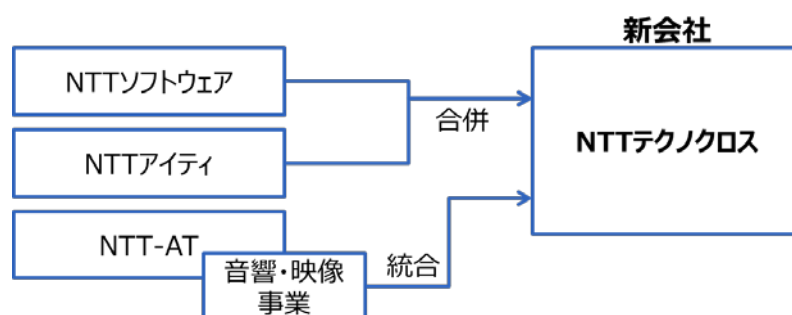 新会社
NTTソフトウェア
合併
NTTテクノクロス
NTTアイティ
NTT-AT
音響・映像
事業
統合